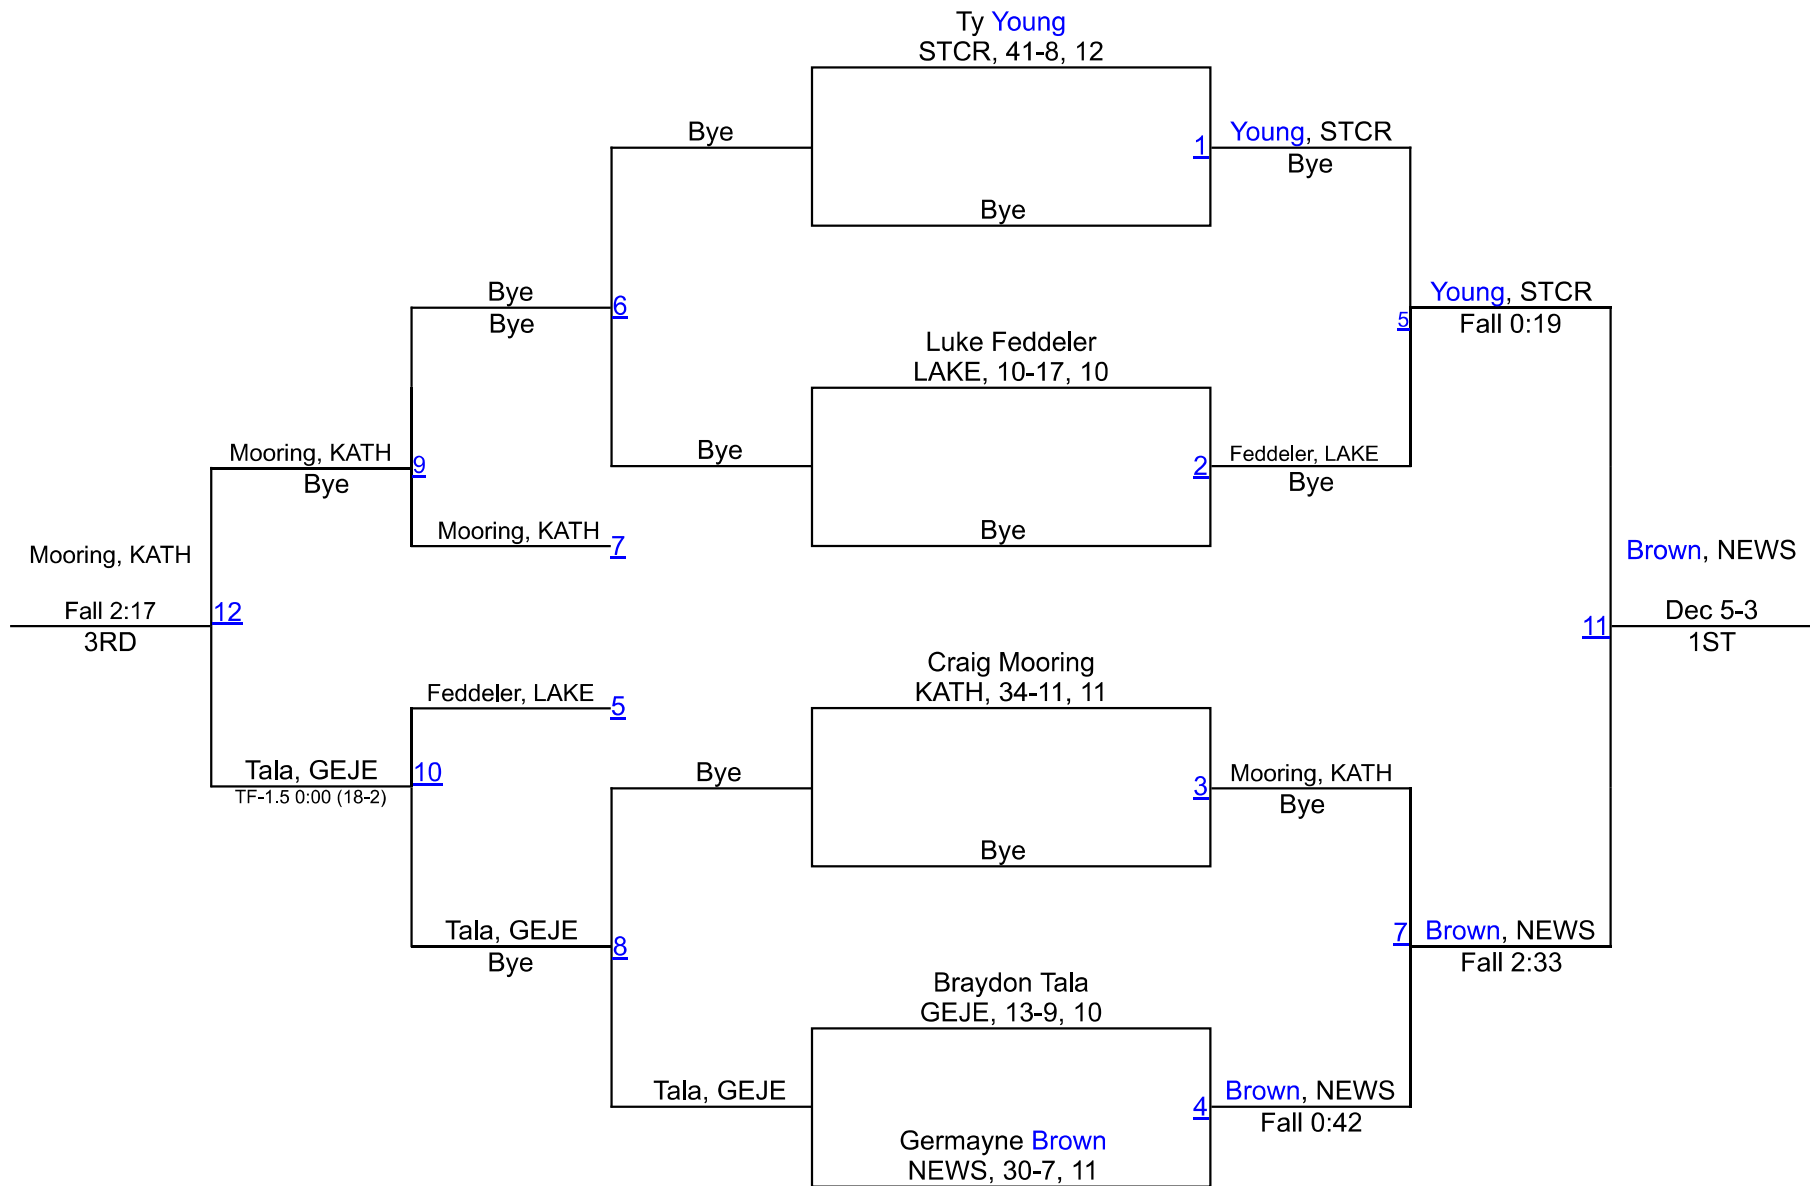 Ty Young
STCR, 41-8, 12
Bye
1
Young, STCR
Bye
Bye
Bye
Bye
6
5
Young, STCR
Fall 0:19
Luke Feddeler
LAKE, 10-17, 10
Mooring, KATH
Bye
9
Bye
2
Feddeler, LAKE
Bye
Mooring, KATH
7
Bye
Mooring, KATH
Fall 2:17
3RD
12
Brown, NEWS
Dec 5-3
1ST
11
Craig Mooring
KATH, 34-11, 11
Feddeler, LAKE
5
Tala, GEJE
TF-1.5 0:00 (18-2)
10
Bye
3
Mooring, KATH
Bye
Bye
Tala, GEJE
Bye
8
7
Brown, NEWS
Fall 2:33
Braydon Tala
GEJE, 13-9, 10
Tala, GEJE
4
Brown, NEWS
Fall 0:42
Germayne Brown
NEWS, 30-7, 11